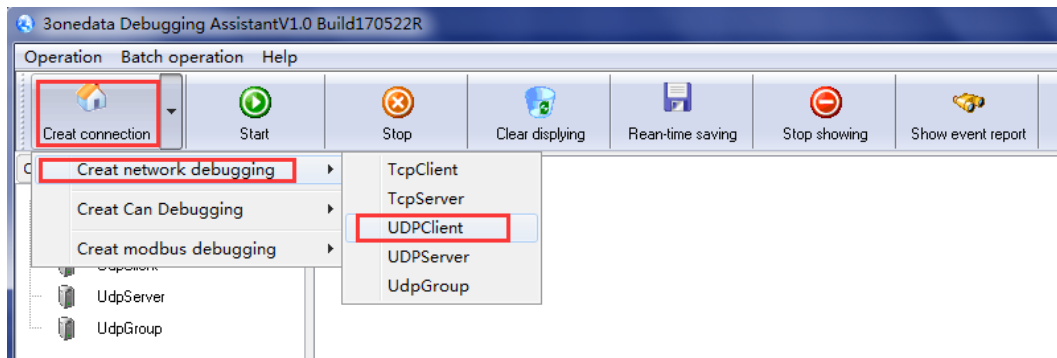 3onedata Debugging AssistantV1.0 Build170522R
Operation Batch operation Help
Creat connection Start Stop Clear displying Rean-time saving Stop showing Show event report
Creat network debugging
Creat Can Debugging
Creat modbus debugging
TcpClient
TcpServer
UDPClient
UDPServer
UdpGroup
UdpServer
UdpGroup